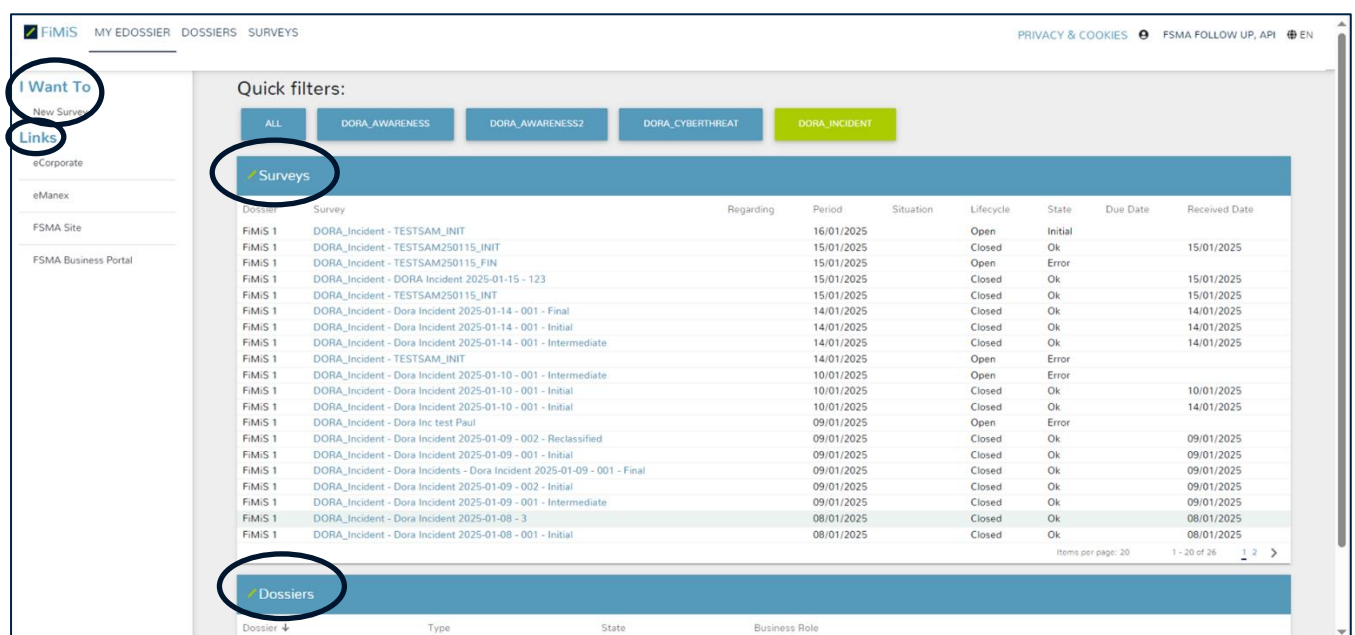 FiMiS MY EDOSSIER DOSSIERS SURVEYS PRIVACY & COOKIES FSMA FOLLOW UP, API EN
I Want To
New Survey
Links
eCorporate
eManex
FSMA Site
FSMA Business Portal
Quick filters:
ALL DORA_AWARENESS DORA_AWARENESS2 DORA_CYBERTHREAT DORA_INCIDENT
Surveys
Dossier Survey Regarding Period Situation Lifecycle State Due Date Received Date
FiMiS 1 DORA_Incident - TESTSAM_INIT 16/01/2025 Open Initial
FiMiS 1 DORA_Incident - TESTSAM250115_INIT 15/01/2025 Closed Ok 15/01/2025
FiMiS 1 DORA_Incident - TESTSAM250115_FIN 15/01/2025 Open Error
FiMiS 1 DORA_Incident - DORA Incident 2025-01-15 - 123 15/01/2025 Closed Ok 15/01/2025
FiMiS 1 DORA_Incident - TESTSAM250115_INT 15/01/2025 Closed Ok 15/01/2025
FiMiS 1 DORA_Incident - Dora Incident 2025-01-14 - 001 - Final 14/01/2025 Closed Ok 14/01/2025
FiMiS 1 DORA_Incident - Dora Incident 2025-01-14 - 001 - Initial 14/01/2025 Closed Ok 14/01/2025
FiMiS 1 DORA_Incident - Dora Incident 2025-01-14 - 001 - Intermediate 14/01/2025 Closed Ok 14/01/2025
FiMiS 1 DORA_Incident - TESTSAM_INIT 14/01/2025 Open Error
FiMiS 1 DORA_Incident - Dora Incident 2025-01-10 - 001 - Intermediate 10/01/2025 Open Error
FiMiS 1 DORA_Incident - Dora Incident 2025-01-10 - 001 - Initial 10/01/2025 Closed Ok 10/01/2025
FiMiS 1 DORA_Incident - Dora Incident 2025-01-10 - 001 - Initial 10/01/2025 Closed Ok 14/01/2025
FiMiS 1 DORA_Incident - Dora Inc test Paul 09/01/2025 Open Error
FiMiS 1 DORA_Incident - Dora Incident 2025-01-09 - 002 - Reclassified 09/01/2025 Closed Ok 09/01/2025
FiMiS 1 DORA_Incident - Dora Incident 2025-01-09 - 001 - Initial 09/01/2025 Closed Ok 09/01/2025
FiMiS 1 DORA_Incident - Dora Incidents - Dora Incident 2025-01-09 - 001 - Final 09/01/2025 Closed Ok 09/01/2025
FiMiS 1 DORA_Incident - Dora Incident 2025-01-09 - 002 - Initial 09/01/2025 Closed Ok 09/01/2025
FiMiS 1 DORA_Incident - Dora Incident 2025-01-09 - 001 - Intermediate 09/01/2025 Closed Ok 09/01/2025
FiMiS 1 DORA_Incident - Dora Incident 2025-01-08 - 3 08/01/2025 Closed Ok 08/01/2025
FiMiS 1 DORA_Incident - Dora Incident 2025-01-08 - 001 - Initial 08/01/2025 Closed Ok 08/01/2025
Items per page: 20 1 - 20 of 26 1 2
Dossiers
Dossier Type State Business Role